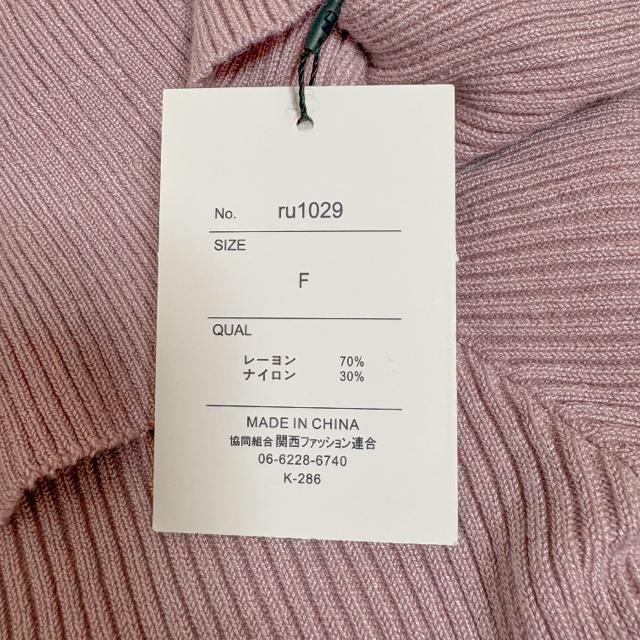 No. ru1029
SIZE
F
QUAL
レーヨン 70%
ナイロン 30%
MADE IN CHINA
協同組合 関西ファッション連合
06-6228-6740
K-286